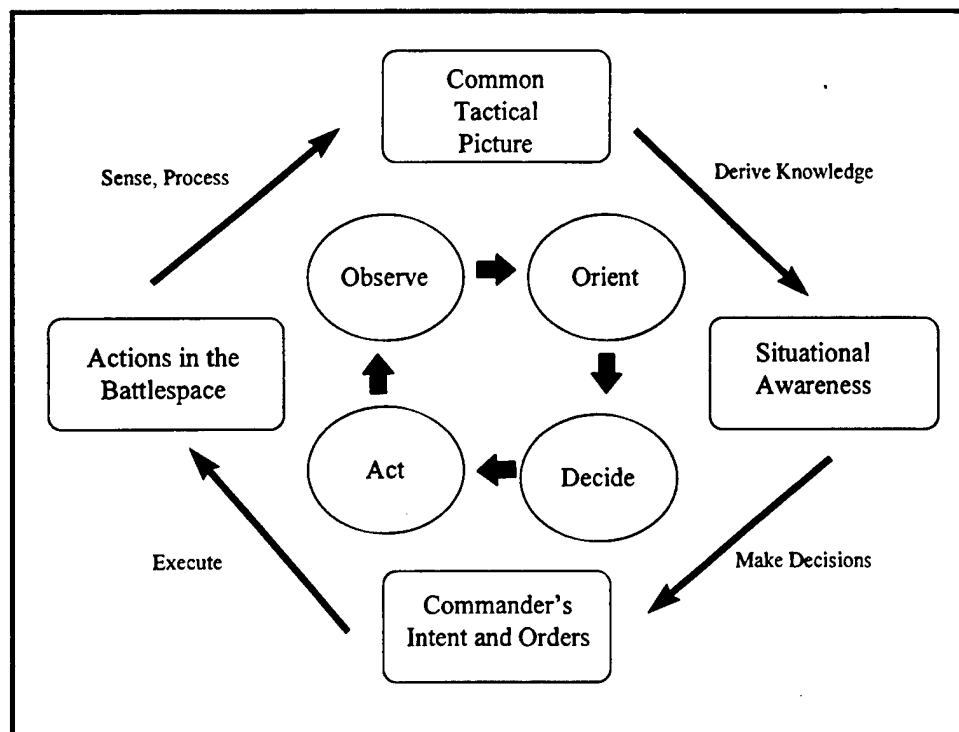 Common
Tactical
Picture
Sense, Process
Derive Knowledge
Observe
Orient
Actions in the
Battlespace
Situational
Awareness
Act
Decide
Execute
Make Decisions
Commander's
Intent and Orders